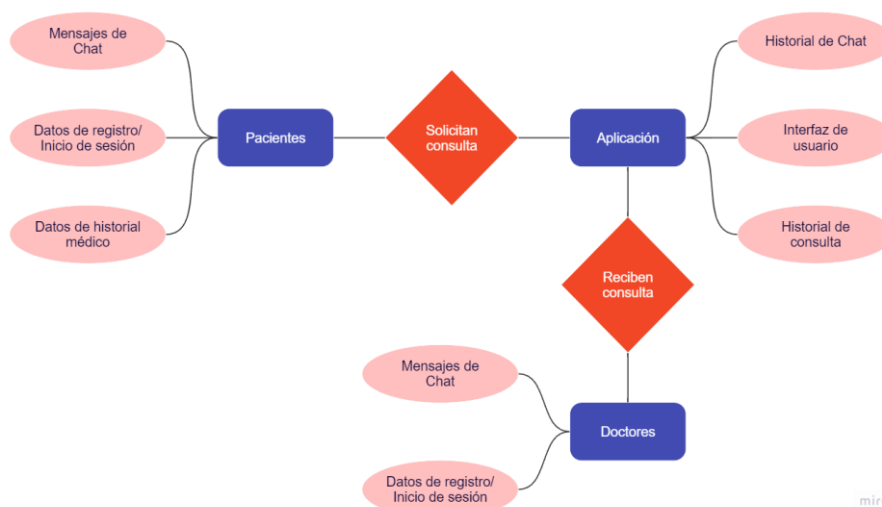 Mensajes de
Chat
Historial de Chat
Datos de registro/
Inicio de sesión
Pacientes
Solicitan
consulta
Aplicación
Interfaz de
usuario
Datos de historial
médico
Historial de
consulta
Reciben
consulta
Mensajes de
Chat
Doctores
Datos de registro/
Inicio de sesión
mir